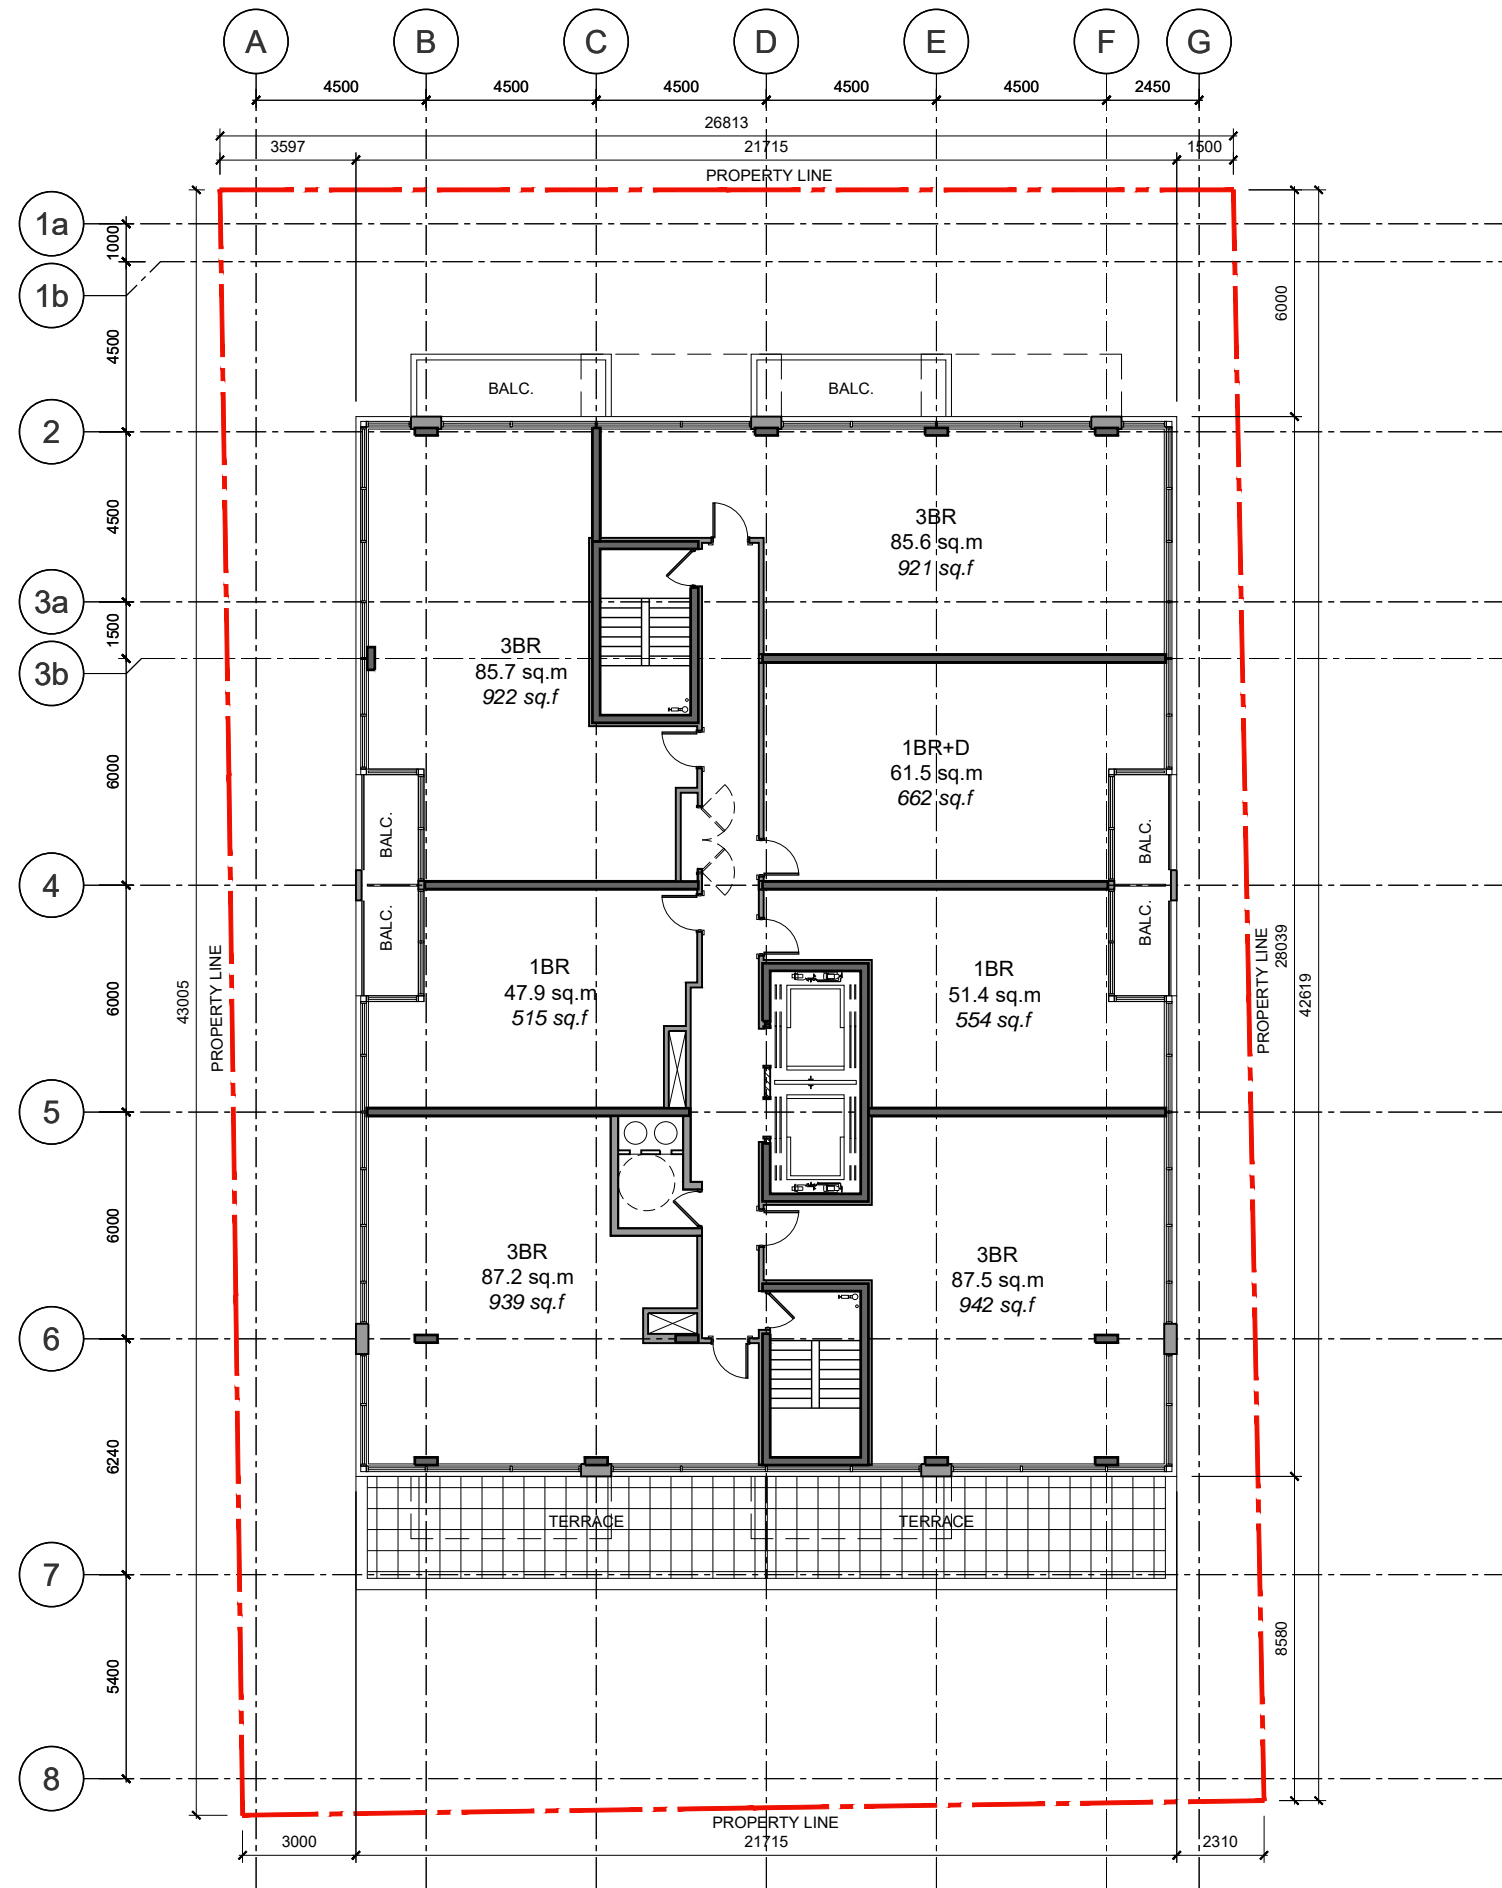 A
B
C
D
E
F
G
4500
4500
4500
4500
4500
2450
26813
3597
21715
1500
PROPERTY LINE
1a
1000
1b
4500
6000
BALC.
BALC.
2
4500
3BR
85.6 sq.m
921 sq.f
3a
1500
3b
3BR
85.7 sq.m
922 sq.f
6000
1BR+D
61.5 sq.m
662 sq.f
BALC.
BALC.
4
BALC.
BALC.
43005
PROPERTY LINE
PROPERTY LINE
28039
42619
6000
1BR
47.9 sq.m
515 sq.f
1BR
51.4 sq.m
554 sq.f
5
6000
3BR
87.2 sq.m
939 sq.f
3BR
87.5 sq.m
942 sq.f
6
6240
TERRACE
TERRACE
7
8580
5400
8
PROPERTY LINE
3000
21715
2310